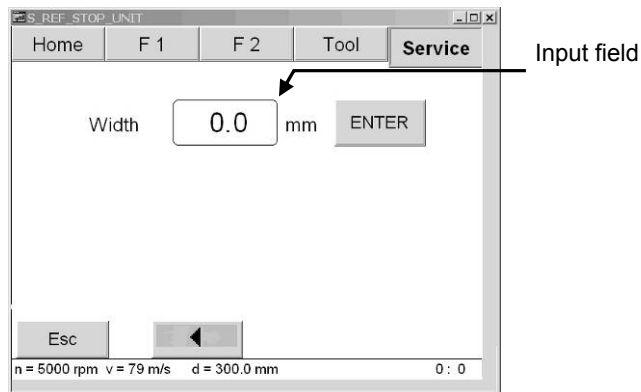 S_REF_STOP_UNIT
Home F 1 F 2 Tool Service
Input field
Width 0.0 mm ENTER
Esc
n = 5000 rpm v = 79 m/s d = 300.0 mm 0 : 0